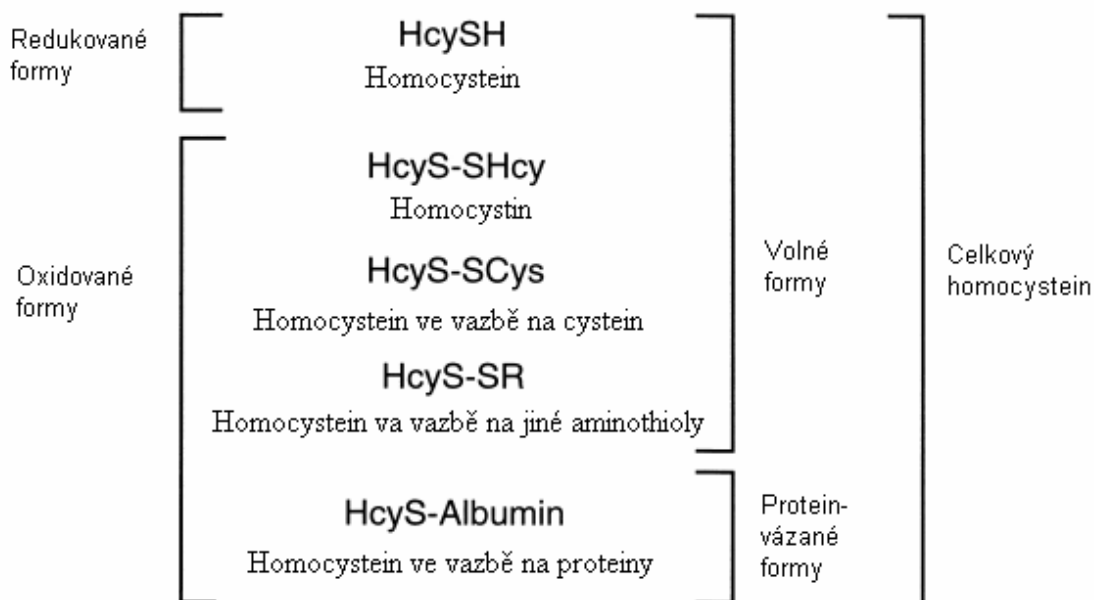 Redukované
formy
HcySH
Homocystein
HcyS-SHcy
Homocystin
Oxidované
formy
HcyS-SCys
Homocystein ve vazbě na cystein
HcyS-SR
Homocystein va vazbě na jiné aminothioly
Volné
formy
Celkový
homocystein
HcyS-Albumin
Homocystein ve vazbě na proteiny
Protein-
vázané
formy